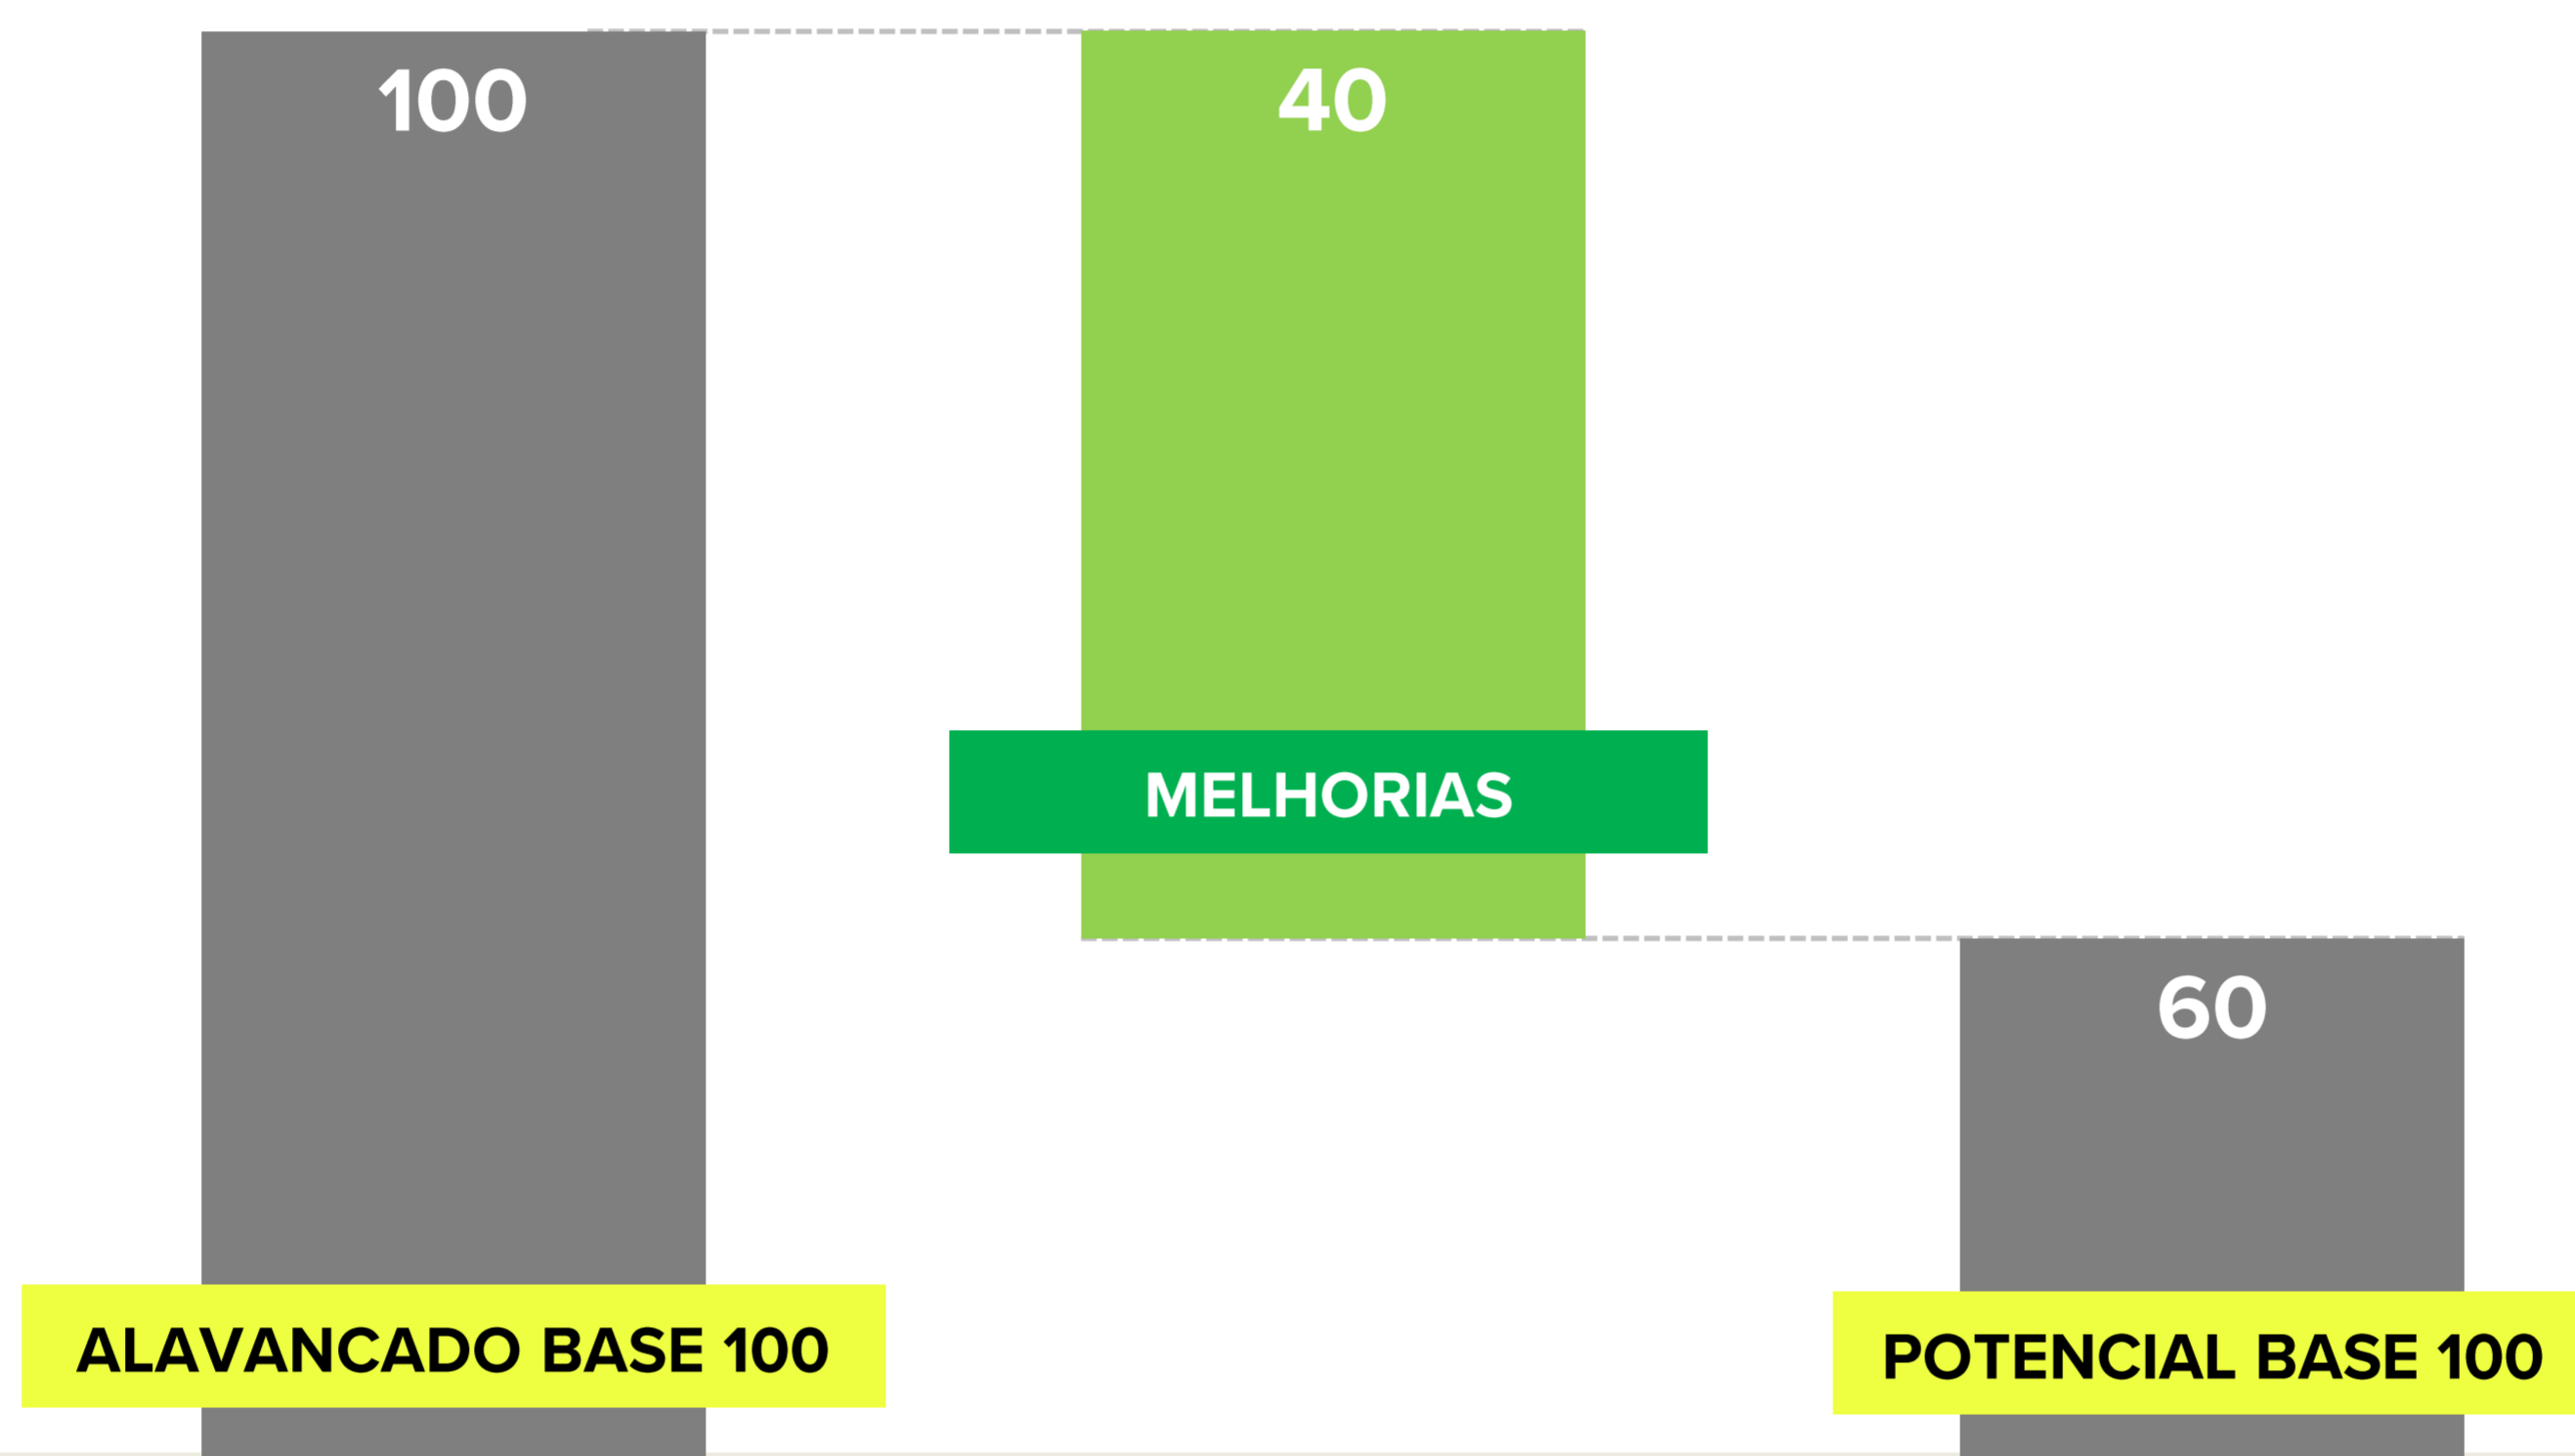 100
40
MELHORIAS
60
ALAVANCADO BASE 100
POTENCIAL BASE 100